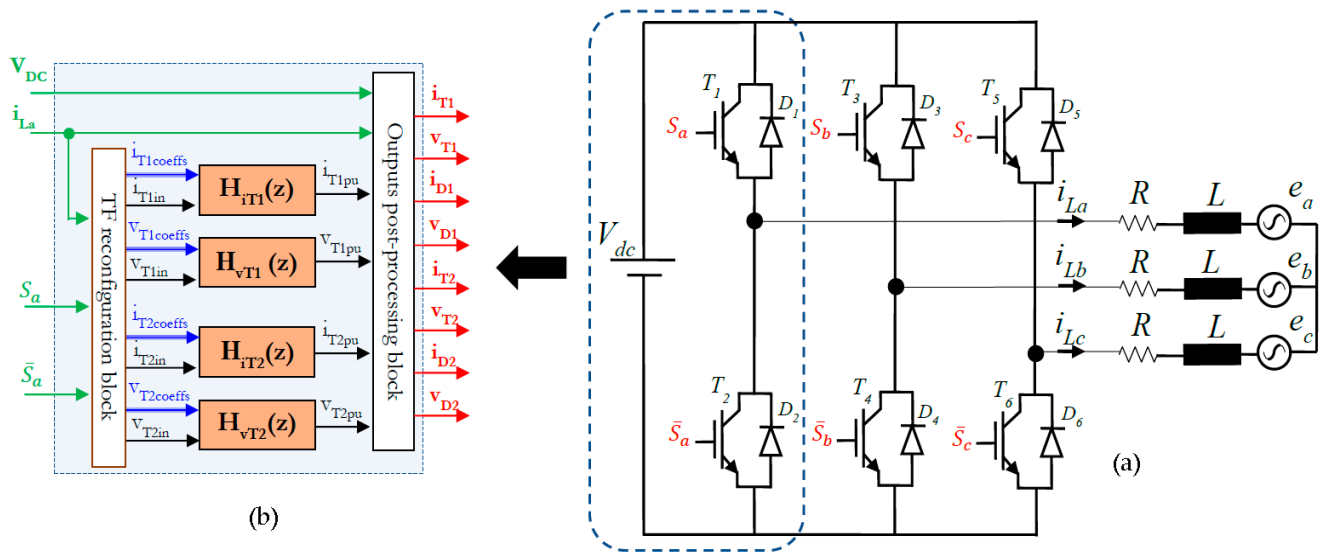 V_DC
i_La
S_a
S̄_a
TF reconfiguration block
i_T1coeffs
i_T1in
v_T1coeffs
v_T1in
i_T2coeffs
i_T2in
v_T2coeffs
v_T2in
H_iT1(z)
H_vT1 (z)
H_iT2(z)
H_vT2(z)
i_T1pu
v_T1pu
i_T2pu
v_T2pu
Outputs post-processing block
i_T1
v_T1
i_D1
v_D1
i_T2
v_T2
i_D2
v_D2
(b)
V_dc
T_1
D_1
S_a
T_3
D_3
S_b
T_5
D_5
S_c
i_La
R
L
e_a
i_Lb
R
L
e_b
i_Lc
R
L
e_c
T_2
D_2
S̄_a
T_4
D_4
S̄_b
T_6
D_6
S̄_c
(a)